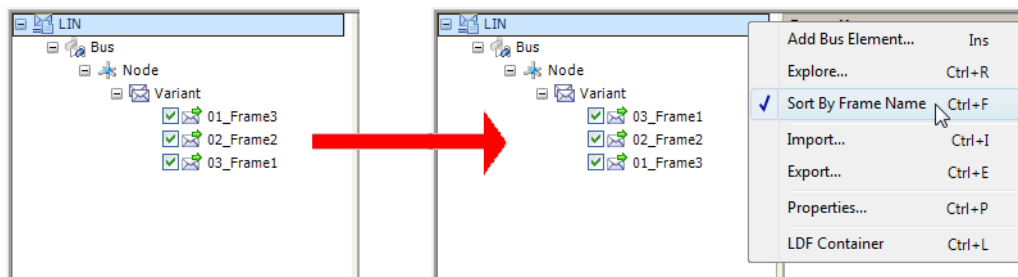 LIN
Bus
Node
Variant
01_Frame3
02_Frame2
03_Frame1
LIN
Bus
Node
Variant
03_Frame1
02_Frame2
01_Frame3
Add Bus Element... Ins
Explore... Ctrl+R
Sort By Frame Name Ctrl+F
Import... Ctrl+I
Export... Ctrl+E
Properties... Ctrl+P
LDF Container Ctrl+L